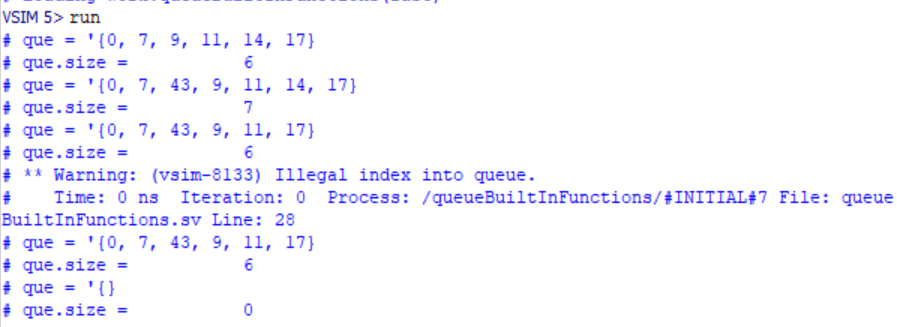 VSIM 5> run
# que = '{0, 7, 9, 11, 14, 17}
# que.size =           6
# que = '{0, 7, 43, 9, 11, 14, 17}
# que.size =           7
# que = '{0, 7, 43, 9, 11, 17}
# que.size =           6
# ** Warning: (vsim-8133) Illegal index into queue.
#    Time: 0 ns  Iteration: 0  Process: /queueBuiltInFunctions/#INITIAL#7 File: queue
BuiltInFunctions.sv Line: 28
# que = '{0, 7, 43, 9, 11, 17}
# que.size =           6
# que = '{}
# que.size =           0